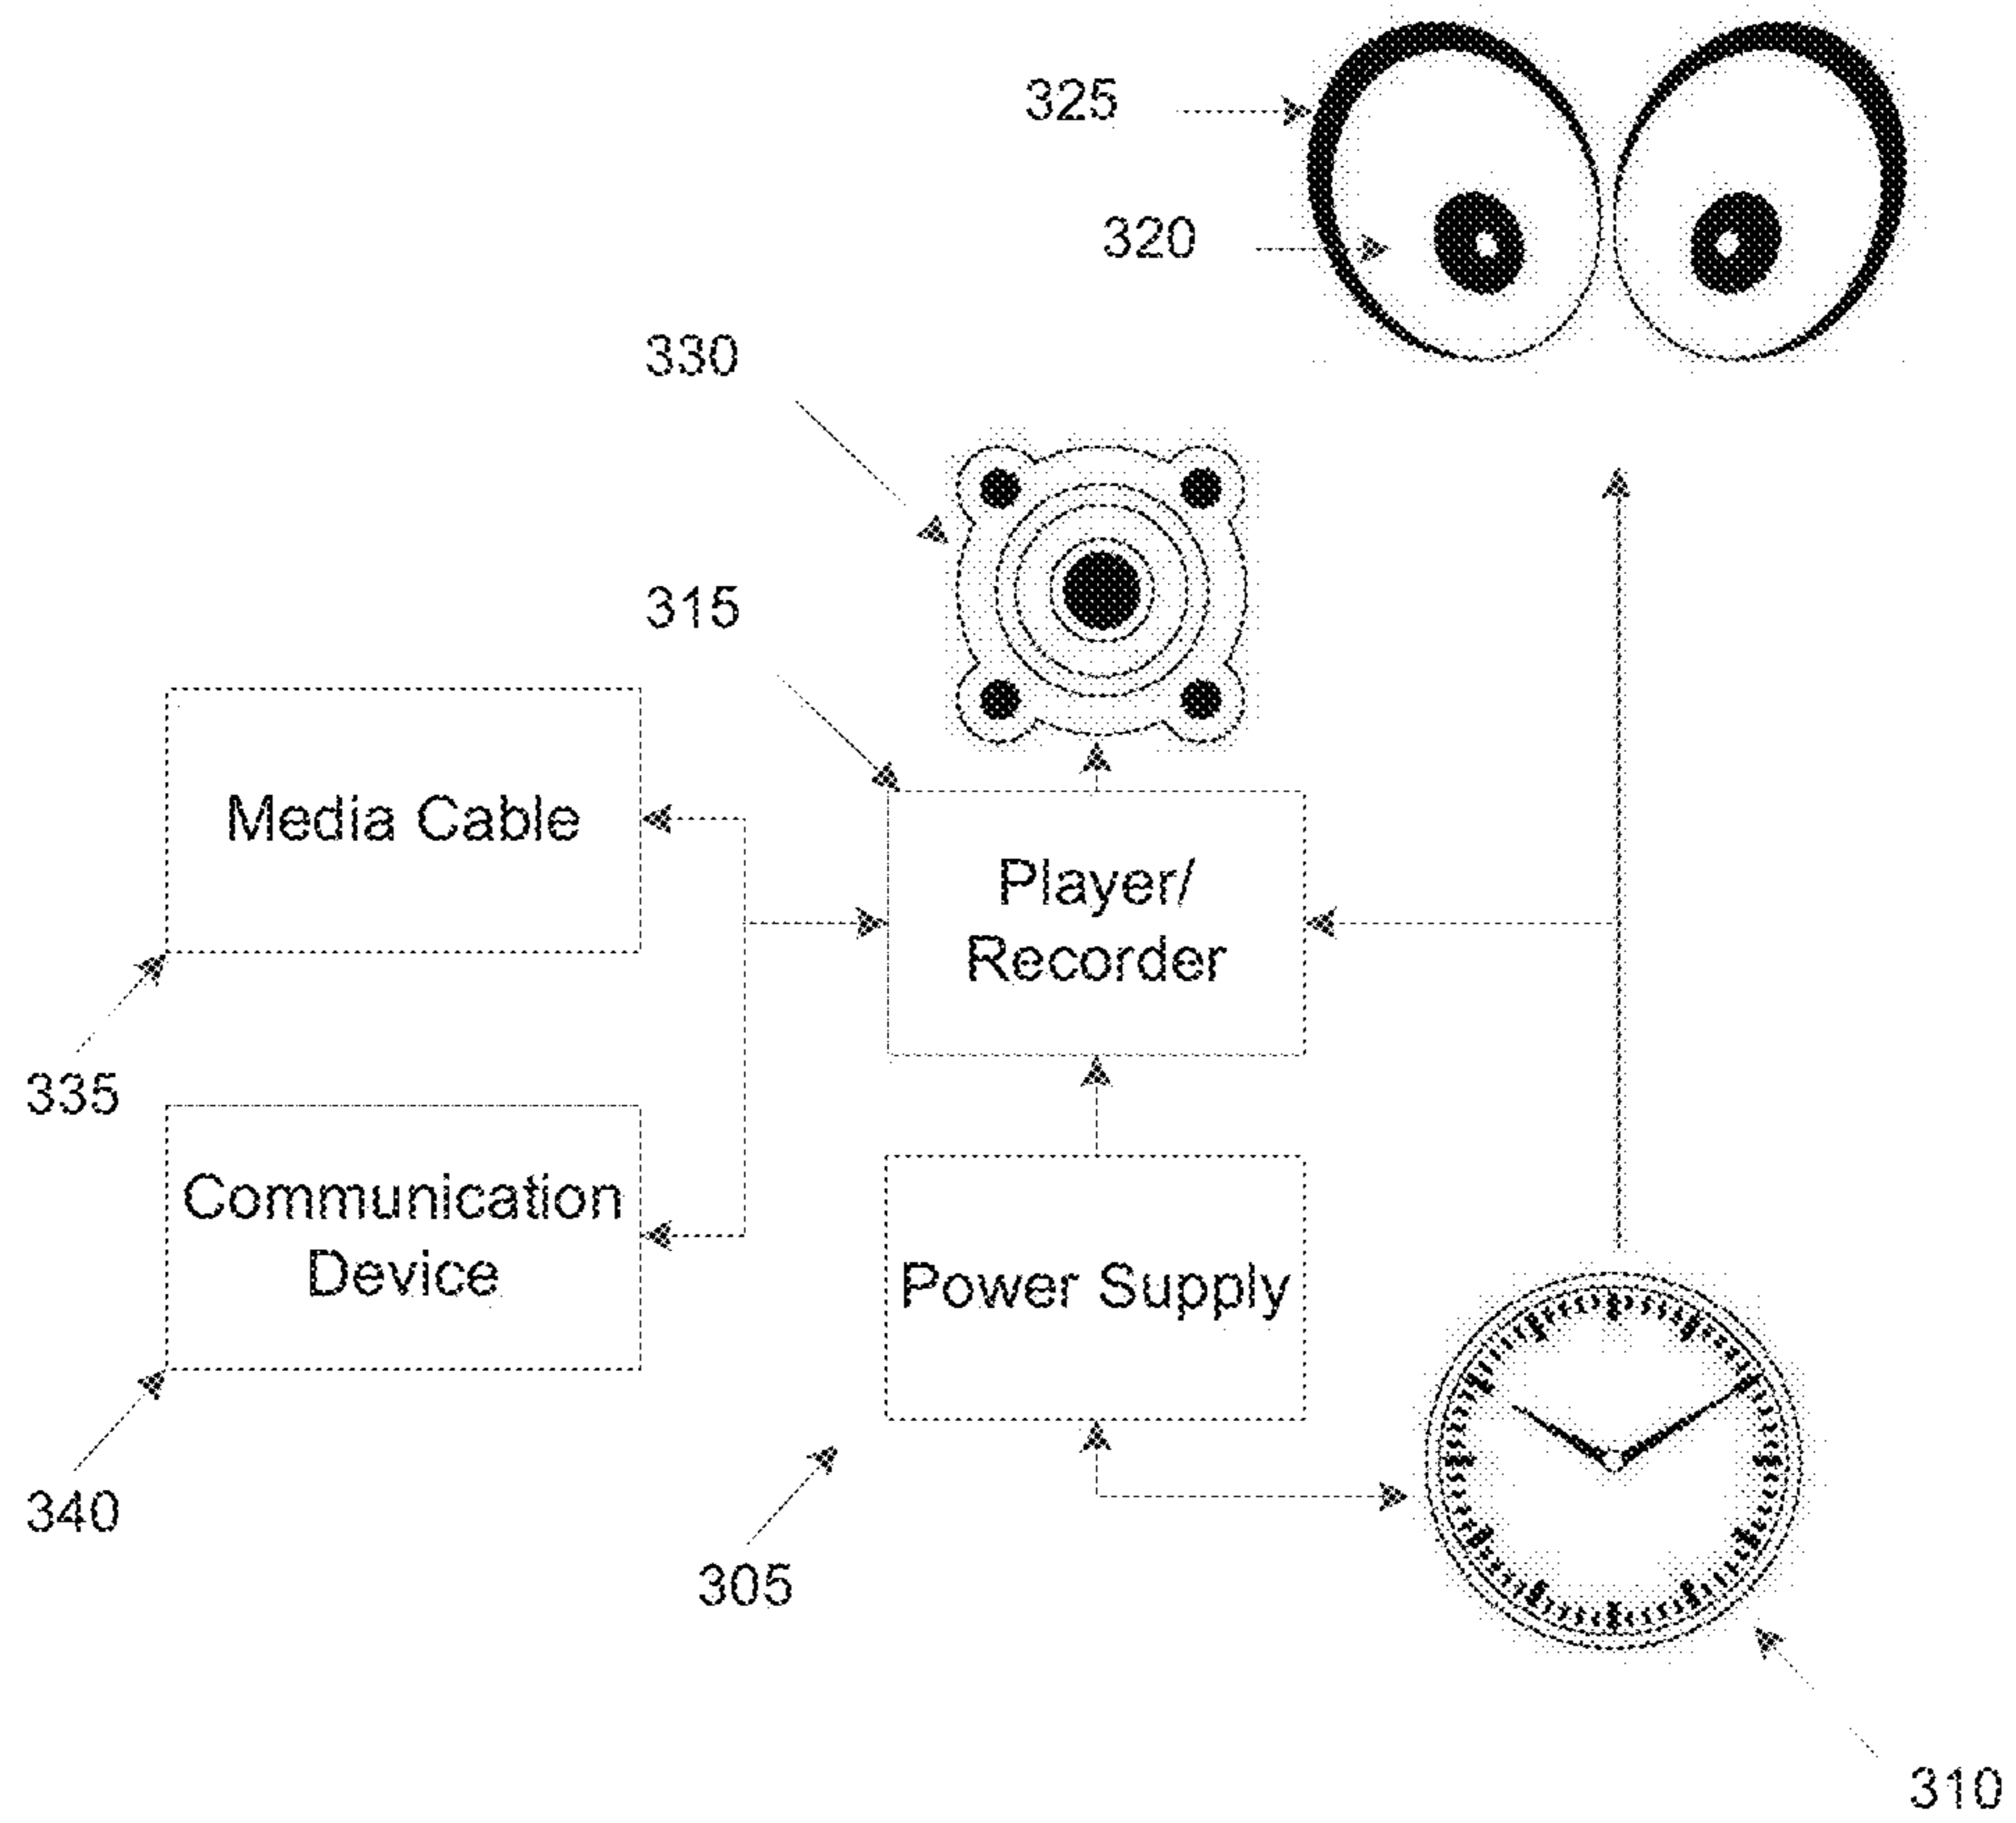 325
320
330
315
Media Cable
Player/
Recorder
335
Communication
Device
Power Supply
340
305
310